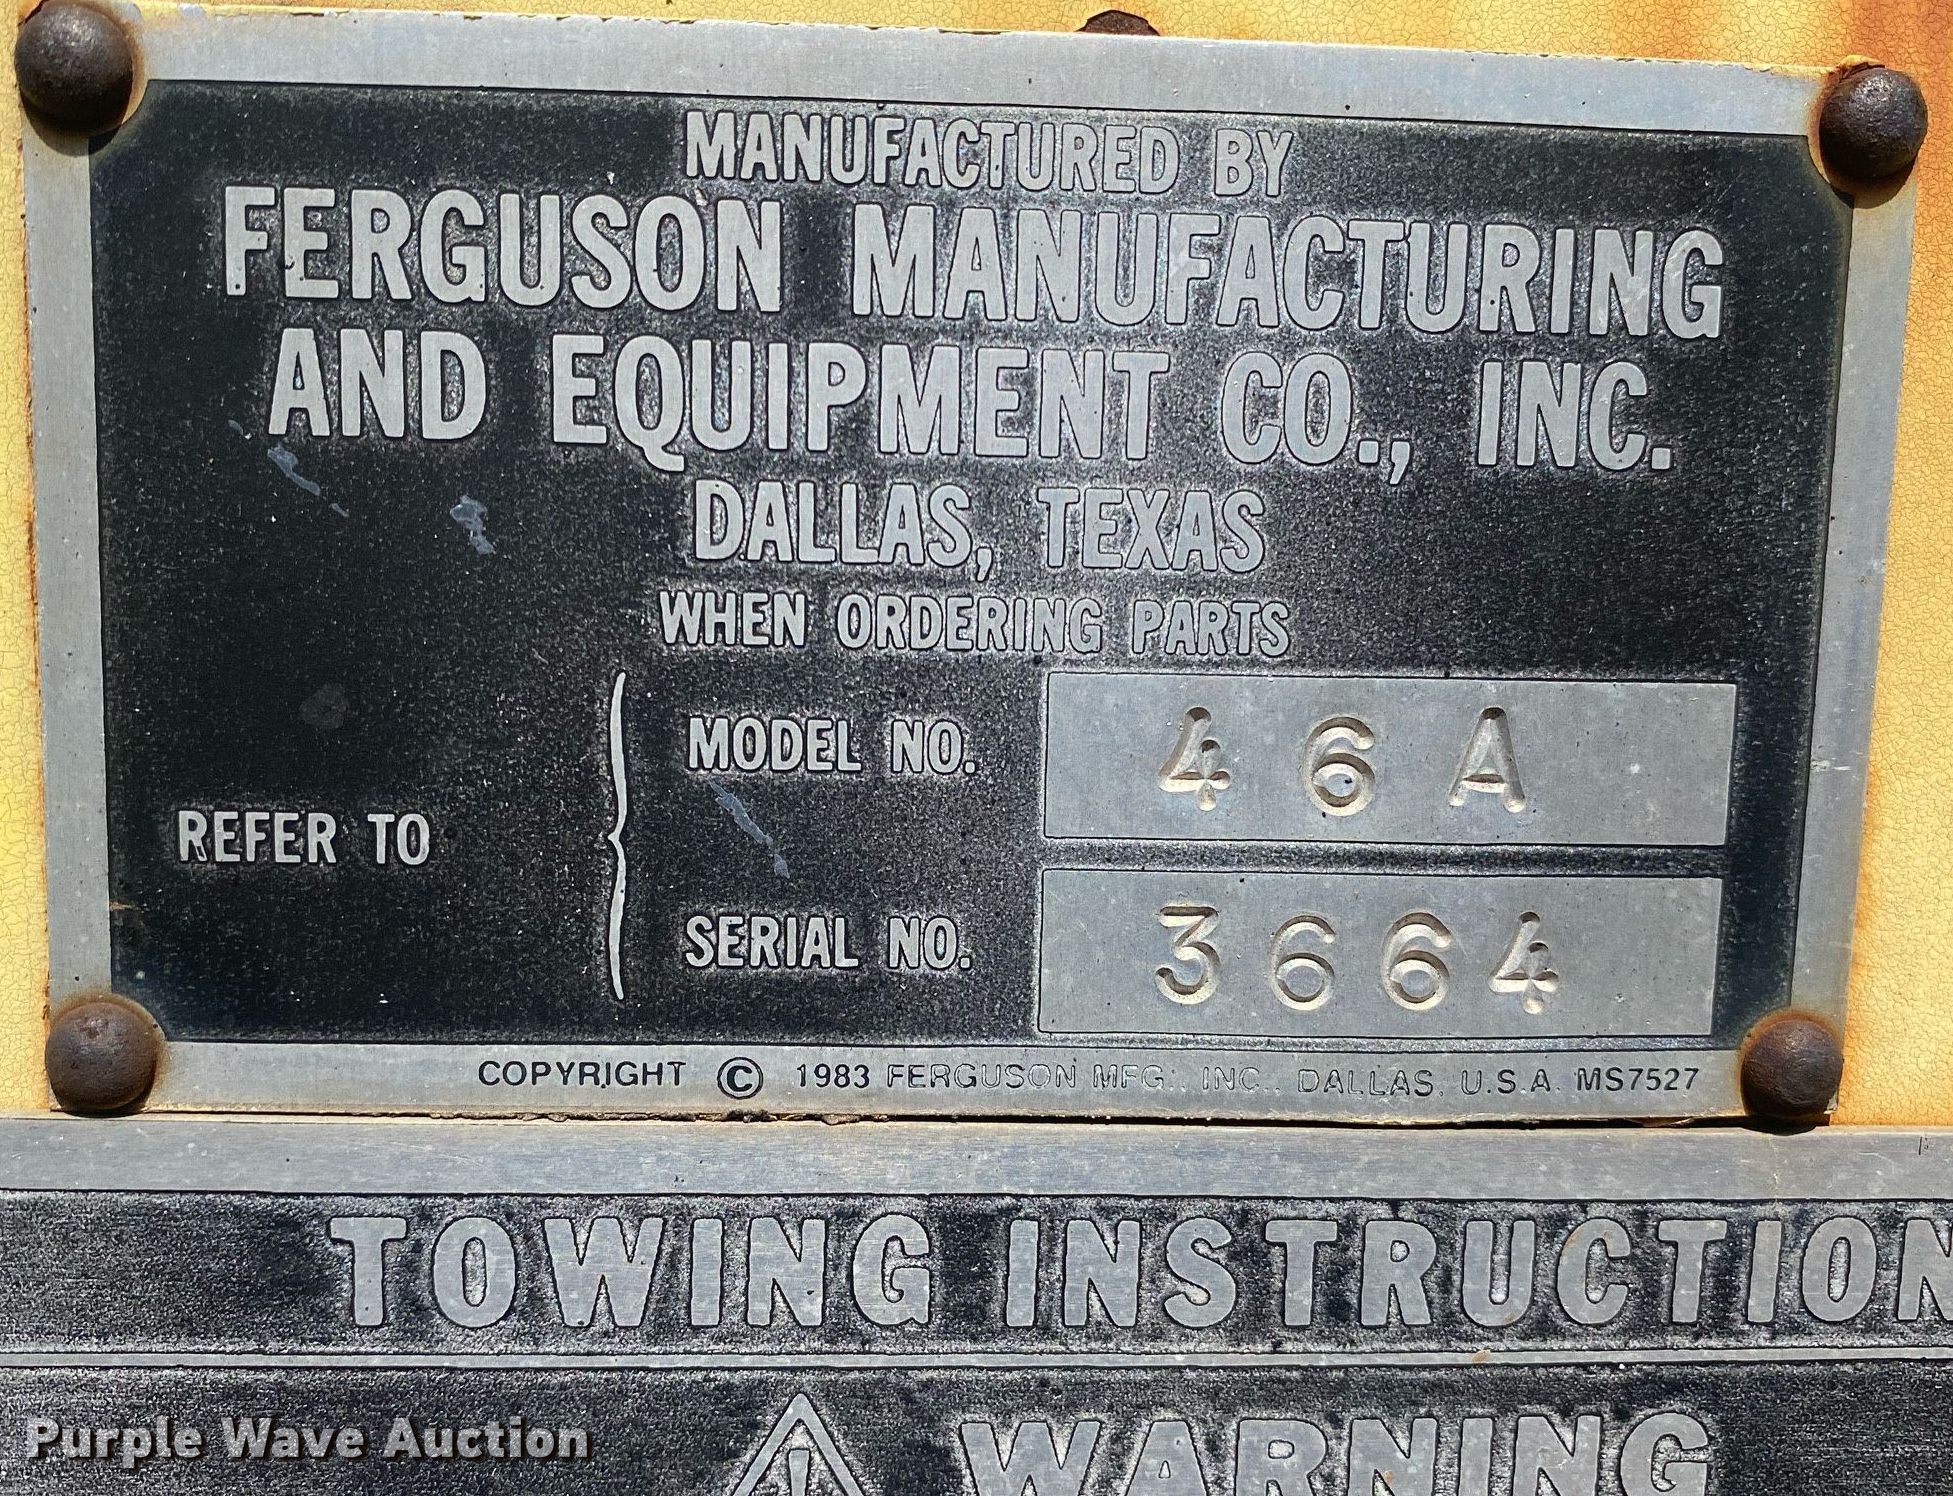 MANUFACTURED BY
FERGUSON MANUFACTURING
AND EQUIPMENT CO., INC.
DALLAS, TEXAS
WHEN ORDERING PARTS
REFER TO
MODEL NO. 46A
SERIAL NO. 3664
COPYRIGHT © 1983 FERGUSON MFG., INC., DALLAS, U.S.A. MS7527
TOWING INSTRUCTION
WARNING
Purple Wave Auction